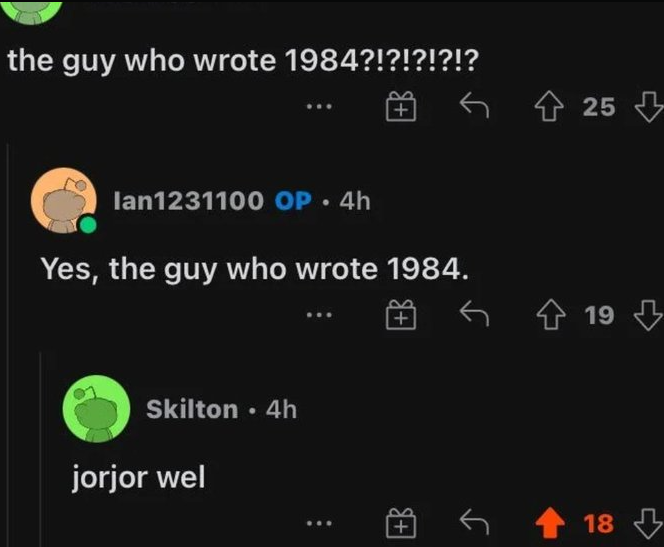 the guy who wrote 1984?!?!?!?!?
... 25
Ian1231100 OP • 4h
Yes, the guy who wrote 1984.
... 19
Skilton • 4h
jorjor wel
... 18